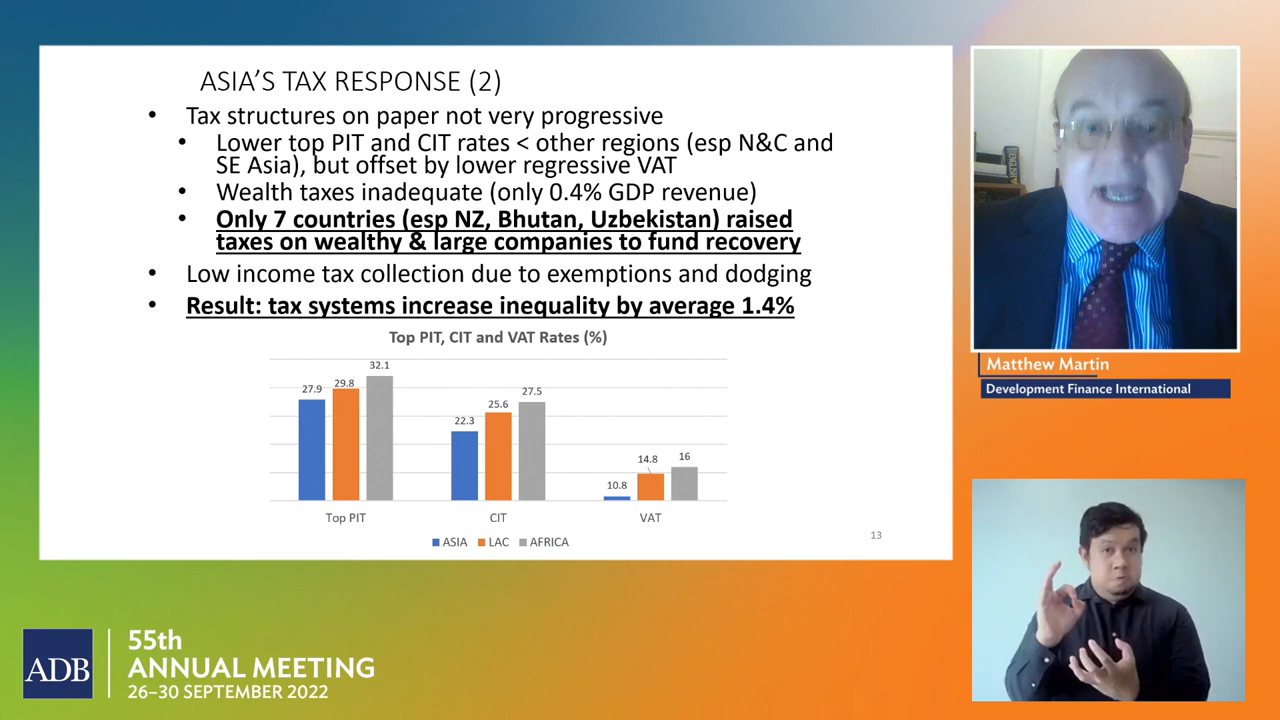 ASIA'S TAX RESPONSE (2)
• Tax structures on paper not very progressive
• Lower top PIT and CIT rates < other regions (esp N&C and
SE Asia), but offset by lower regressive VAT
• Wealth taxes inadequate (only 0.4% GDP revenue)
• Only 7 countries (esp NZ, Bhutan, Uzbekistan) raised
taxes on wealthy & large companies to fund recovery
• Low income tax collection due to exemptions and dodging
• Result: tax systems increase inequality by average 1.4%
Top PIT, CIT and VAT Rates (%)
27.9 29.8 32.1
22.3 25.6 27.5
10.8 14.8 16
Top PIT CIT VAT
ASIA LAC AFRICA
13
ENGLISH
Matthew Martin
Development Finance International
ADB
55th
ANNUAL MEETING
26–30 SEPTEMBER 2022